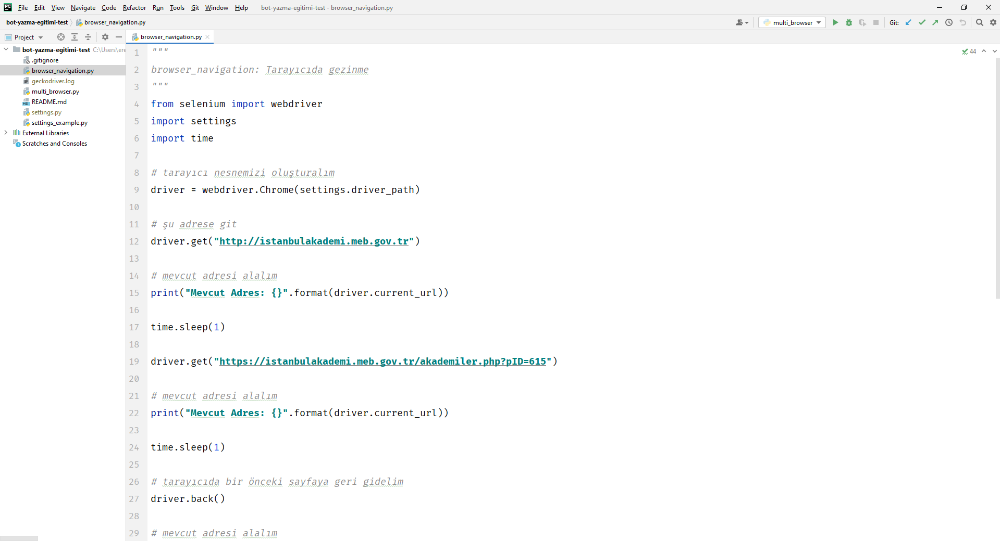 PC File Edit View Navigate Code Refactor Run Tools Git Window Help bot-yazma-egitimi-test - browser_navigation.py
bot-yazma-egitimi-test browser_navigation.py multi_browser Git:
Project browser_navigation.py
bot-yazma-egitimi-test C:\Users\ere
.gitignore
browser_navigation.py
geckodriver.log
multi_browser.py
README.md
settings.py
settings_example.py
External Libraries
Scratches and Consoles
44
1 """
2 browser_navigation: Tarayıcıda gezinme
3 """
4 from selenium import webdriver
5 import settings
6 import time
7
8 # tarayıcı nesnemizi oluşturalım
9 driver = webdriver.Chrome(settings.driver_path)
10
11 # şu adrese git
12 driver.get("http://istanbulakademi.meb.gov.tr")
13
14 # mevcut adresi alalım
15 print("Mevcut Adres: {}".format(driver.current_url))
16
17 time.sleep(1)
18
19 driver.get("https://istanbulakademi.meb.gov.tr/akademiler.php?pID=615")
20
21 # mevcut adresi alalım
22 print("Mevcut Adres: {}".format(driver.current_url))
23
24 time.sleep(1)
25
26 # tarayıcıda bir önceki sayfaya geri gidelim
27 driver.back()
28
29 # mevcut adresi alalım